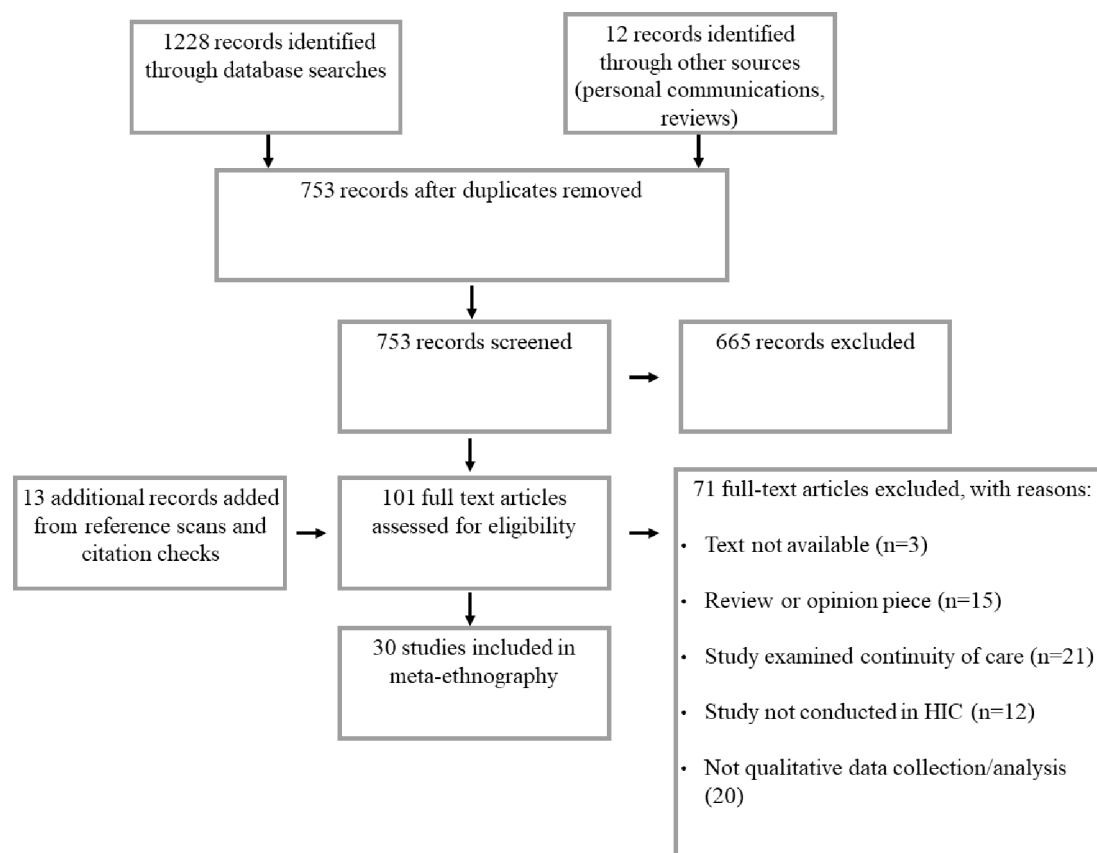 1228 records identified
through database searches
12 records identified
through other sources
(personal communications,
reviews)
753 records after duplicates removed
753 records screened
665 records excluded
13 additional records added
from reference scans and
citation checks
101 full text articles
assessed for eligibility
71 full-text articles excluded, with reasons:
• Text not available (n=3)
• Review or opinion piece (n=15)
• Study examined continuity of care (n=21)
• Study not conducted in HIC (n=12)
• Not qualitative data collection/analysis
(20)
30 studies included in
meta-ethnography